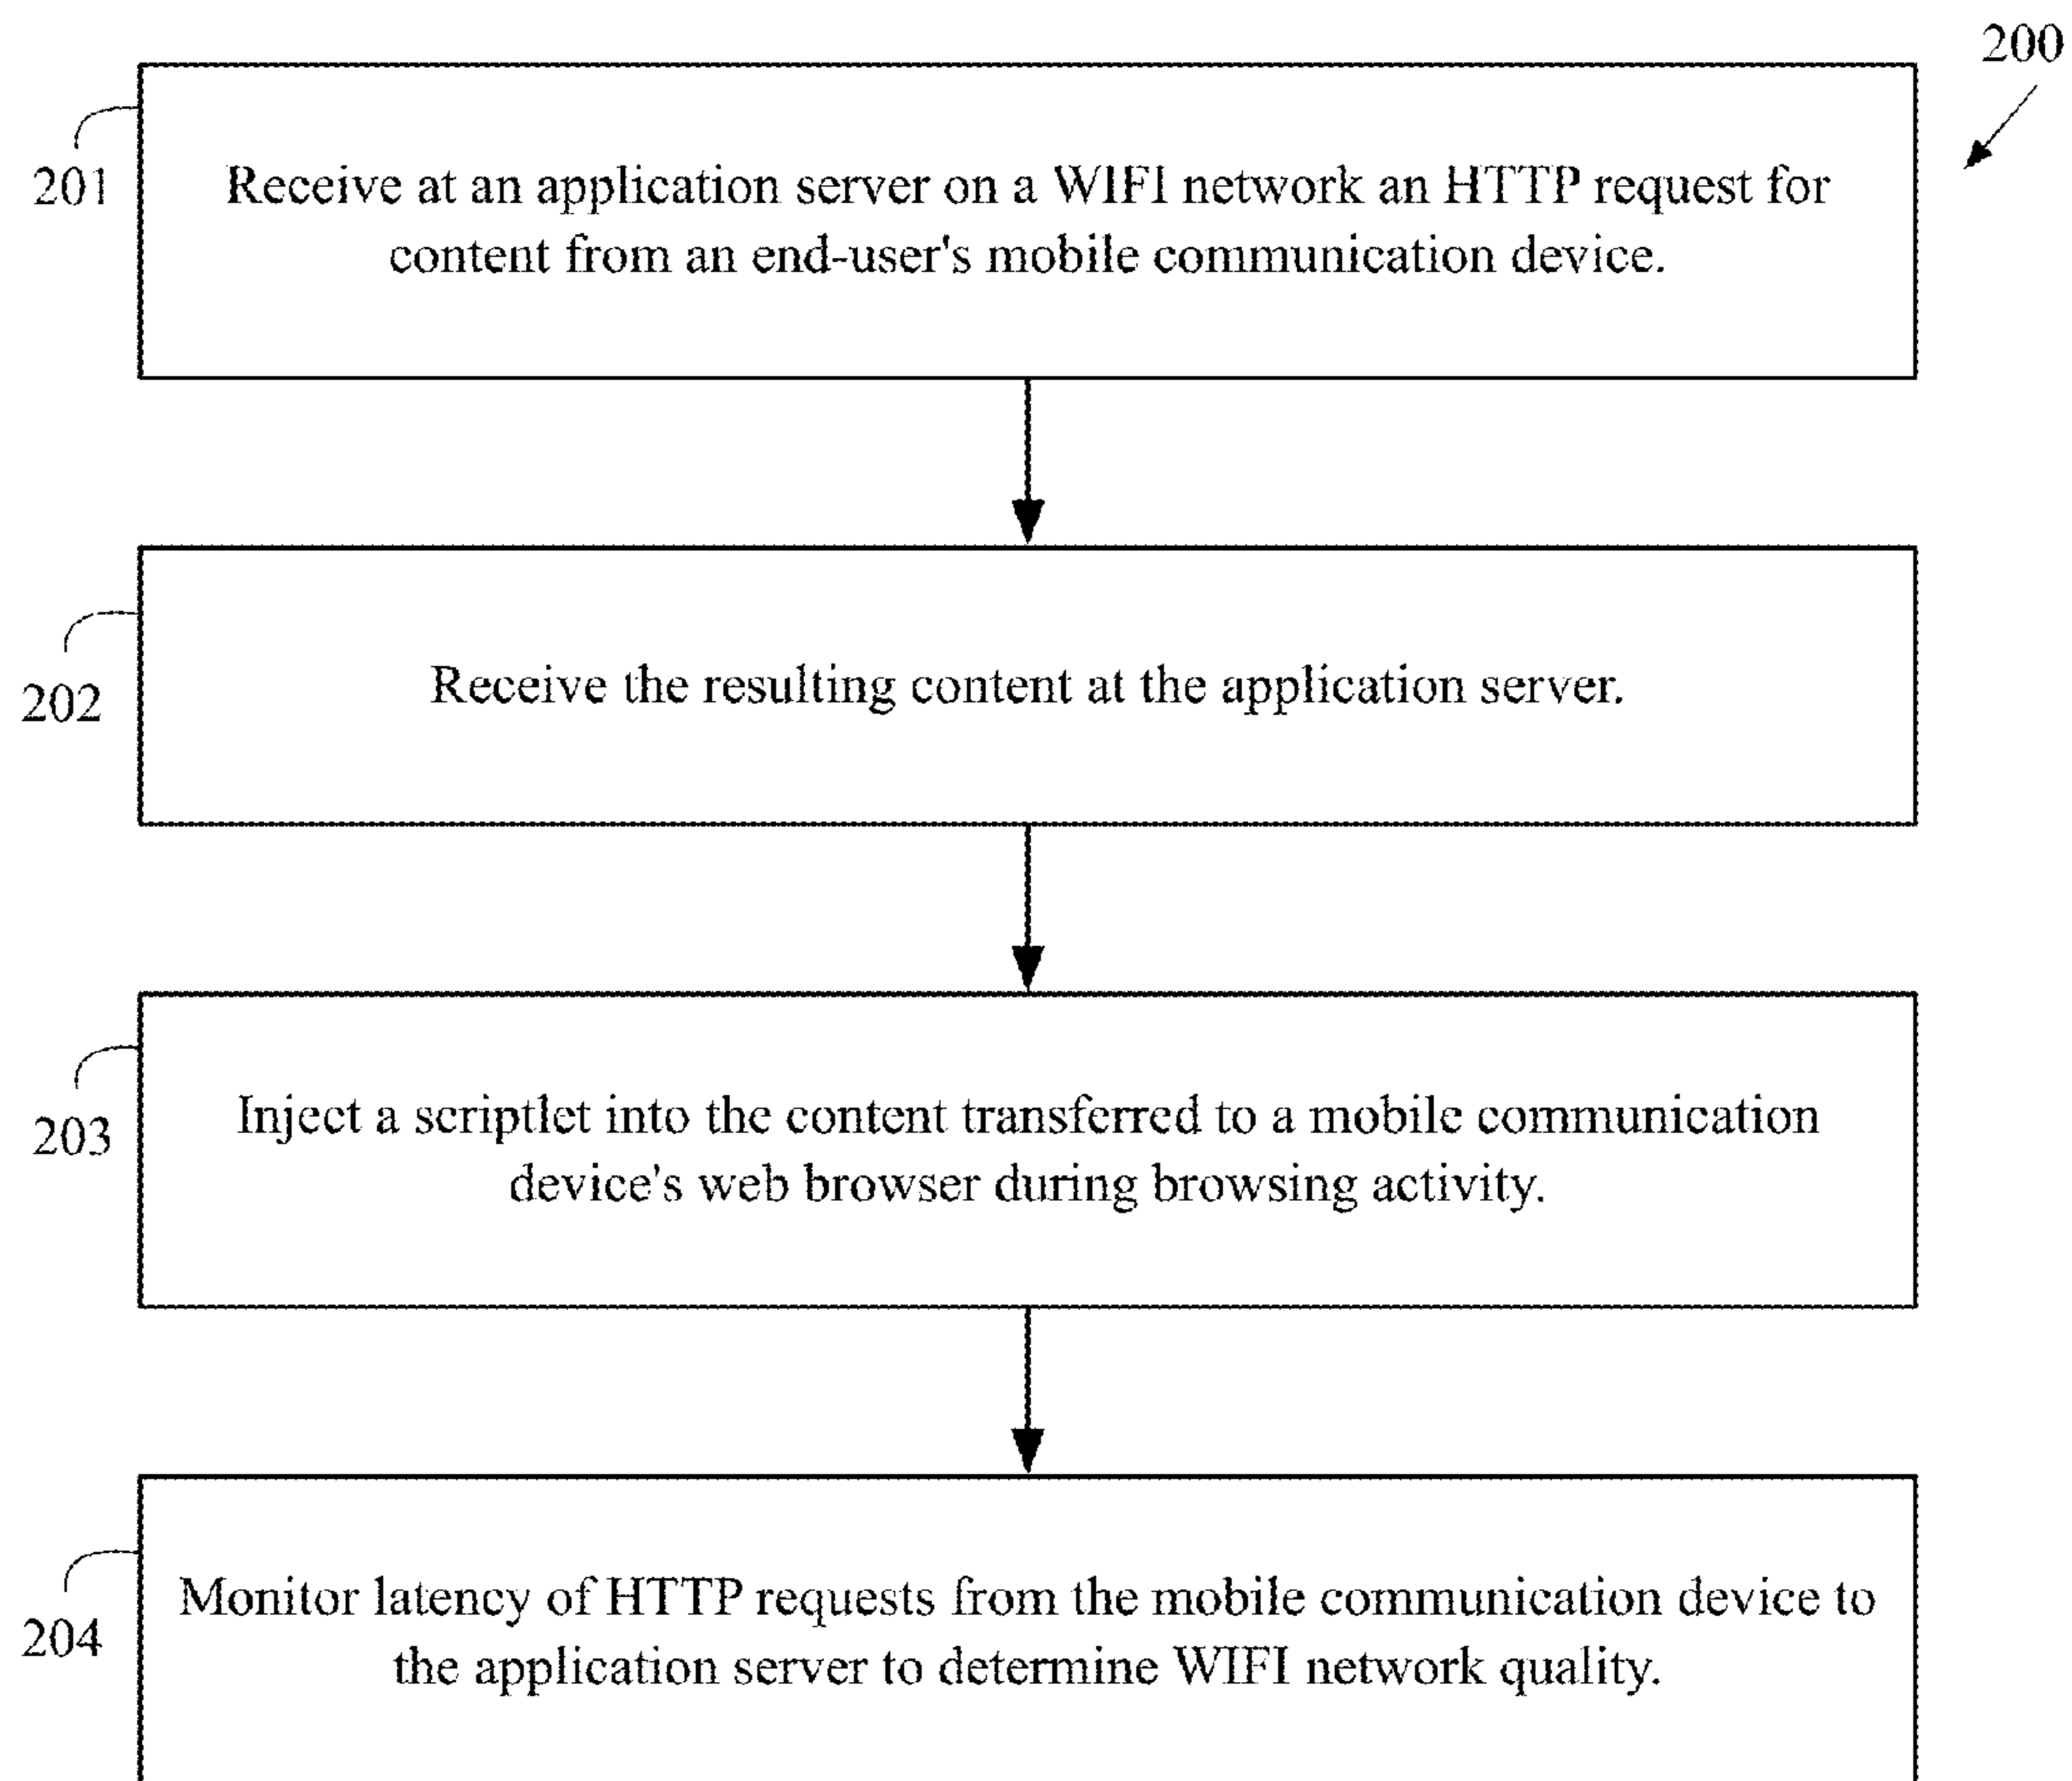 200
201
Receive at an application server on a WIFI network an HTTP request for
content from an end-user's mobile communication device.
202
Receive the resulting content at the application server.
203
Inject a scriptlet into the content transferred to a mobile communication
device's web browser during browsing activity.
204
Monitor latency of HTTP requests from the mobile communication device to
the application server to determine WIFI network quality.